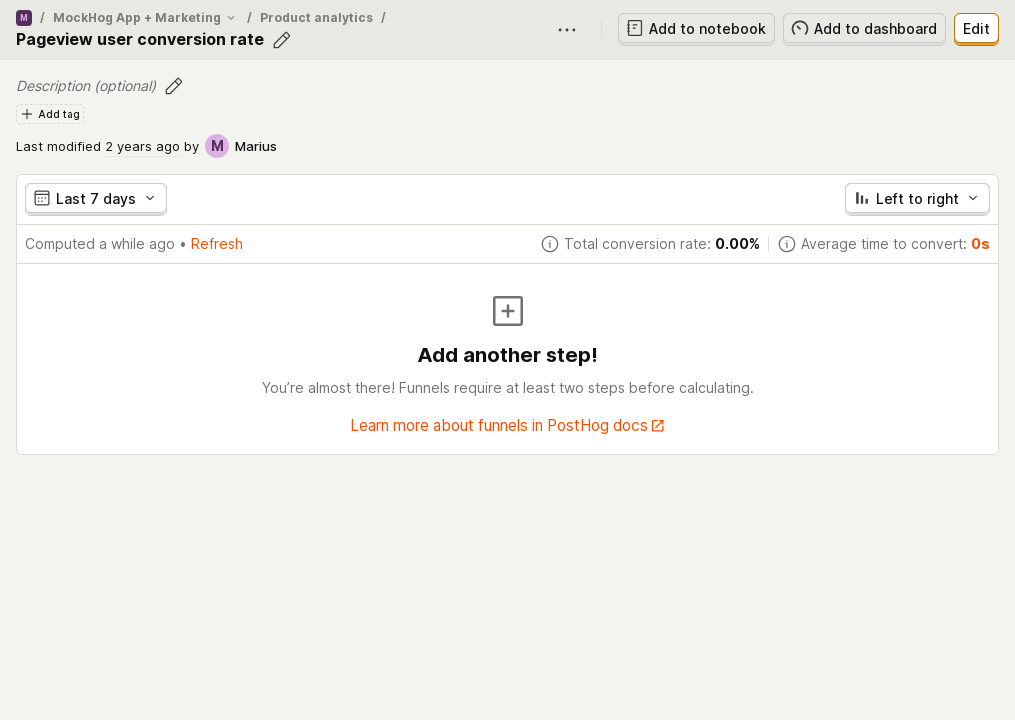 M / MockHog App + Marketing / Product analytics /
Pageview user conversion rate
Add to notebook
Add to dashboard
Edit
Description (optional)
Add tag
Last modified 2 years ago by M Marius
Last 7 days
Left to right
Computed a while ago • Refresh
Total conversion rate: 0.00%
Average time to convert: 0s
Add another step!
You’re almost there! Funnels require at least two steps before calculating.
Learn more about funnels in PostHog docs